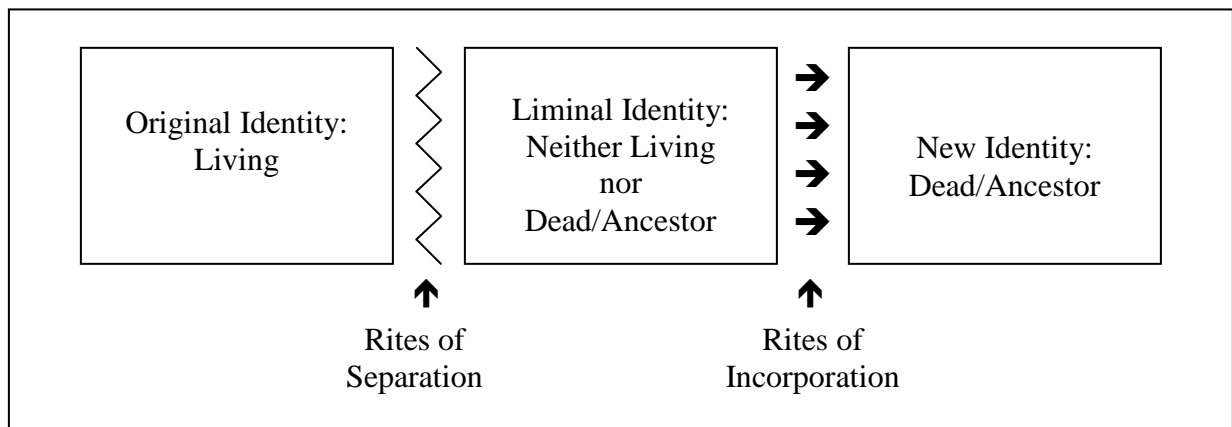 Original Identity:
Living
Liminal Identity:
Neither Living
nor
Dead/Ancestor
New Identity:
Dead/Ancestor
Rites of
Separation
Rites of
Incorporation